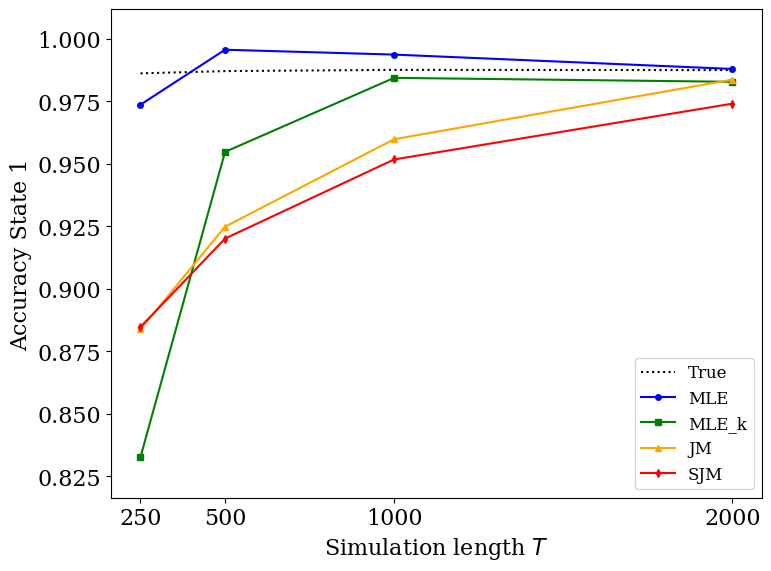 1.000
0.975
0.950
0.925
0.900
0.875
0.850
0.825
Accuracy State 1
250
500
1000
2000
Simulation length T
True
MLE
MLE_k
JM
SJM